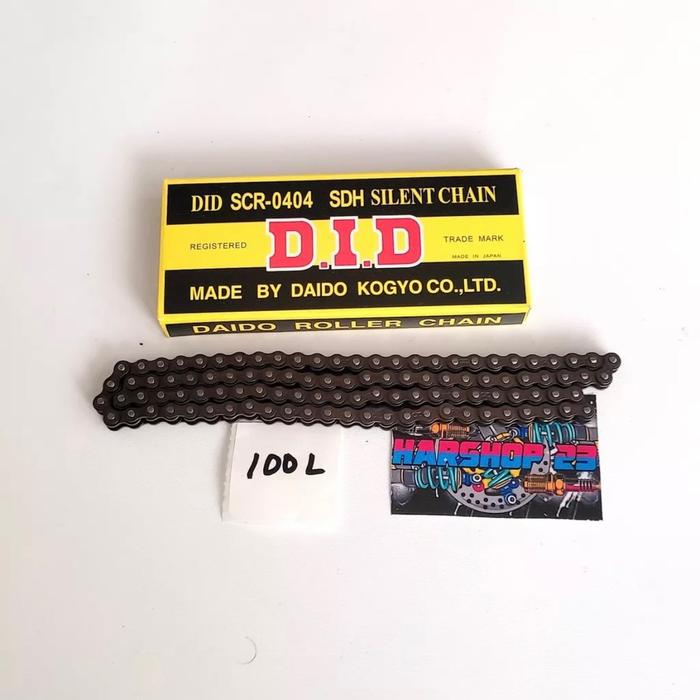 DID SCR-0404 SDH SILENT CHAIN
REGISTERED
D.I.D
TRADE MARK
MADE IN JAPAN
MADE BY DAIDO KOGYO CO.,LTD.
DAIDO ROLLER CHAIN
100L
HARSHOP 23